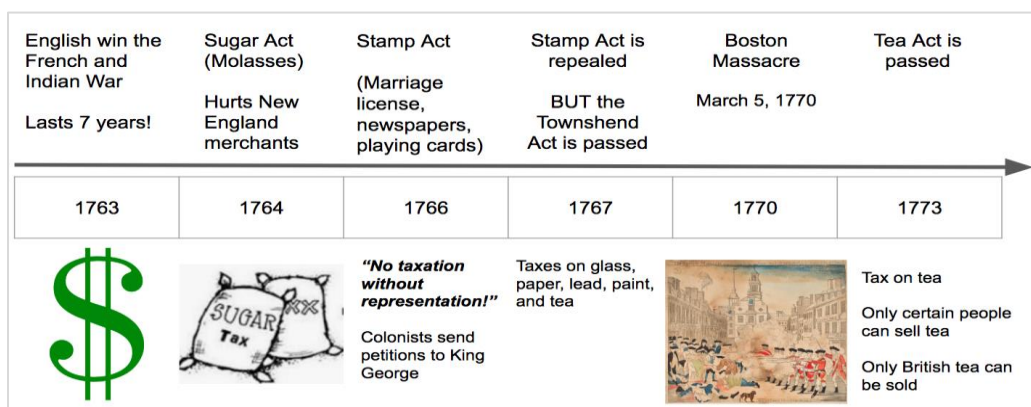 English win the
French and
Indian War
Lasts 7 years!
Sugar Act
(Molasses)
Hurts New
England
merchants
Stamp Act
(Marriage
license,
newspapers,
playing cards)
Stamp Act is
repealed
BUT the
Townshend
Act is passed
Boston
Massacre
March 5, 1770
Tea Act is
passed
1763
1764
1766
1767
1770
1773
$
SUGAR
Tax
XX
“No taxation
without
representation!”
Colonists send
petitions to King
George
Taxes on glass,
paper, lead, paint,
and tea
Tax on tea
Only certain people
can sell tea
Only British tea can
be sold